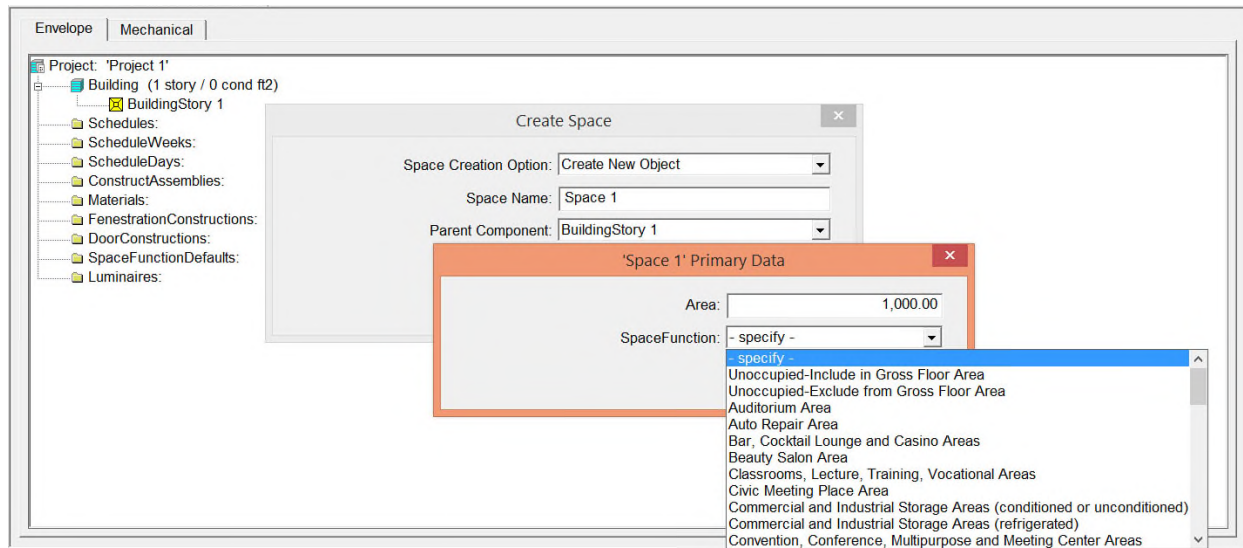 Envelope Mechanical
Project: 'Project 1'
Building (1 story / 0 cond ft2)
BuildingStory 1
Schedules:
ScheduleWeeks:
ScheduleDays:
ConstructAssemblies:
Materials:
FenestrationConstructions:
DoorConstructions:
SpaceFunctionDefaults:
Luminaires:
Create Space
Space Creation Option: Create New Object
Space Name: Space 1
Parent Component: BuildingStory 1
'Space 1' Primary Data
Area: 1,000.00
SpaceFunction: - specify -
- specify -
Unoccupied-Include in Gross Floor Area
Unoccupied-Exclude from Gross Floor Area
Auditorium Area
Auto Repair Area
Bar, Cocktail Lounge and Casino Areas
Beauty Salon Area
Classrooms, Lecture, Training, Vocational Areas
Civic Meeting Place Area
Commercial and Industrial Storage Areas (conditioned or unconditioned)
Commercial and Industrial Storage Areas (refrigerated)
Convention, Conference, Multipurpose and Meeting Center Areas